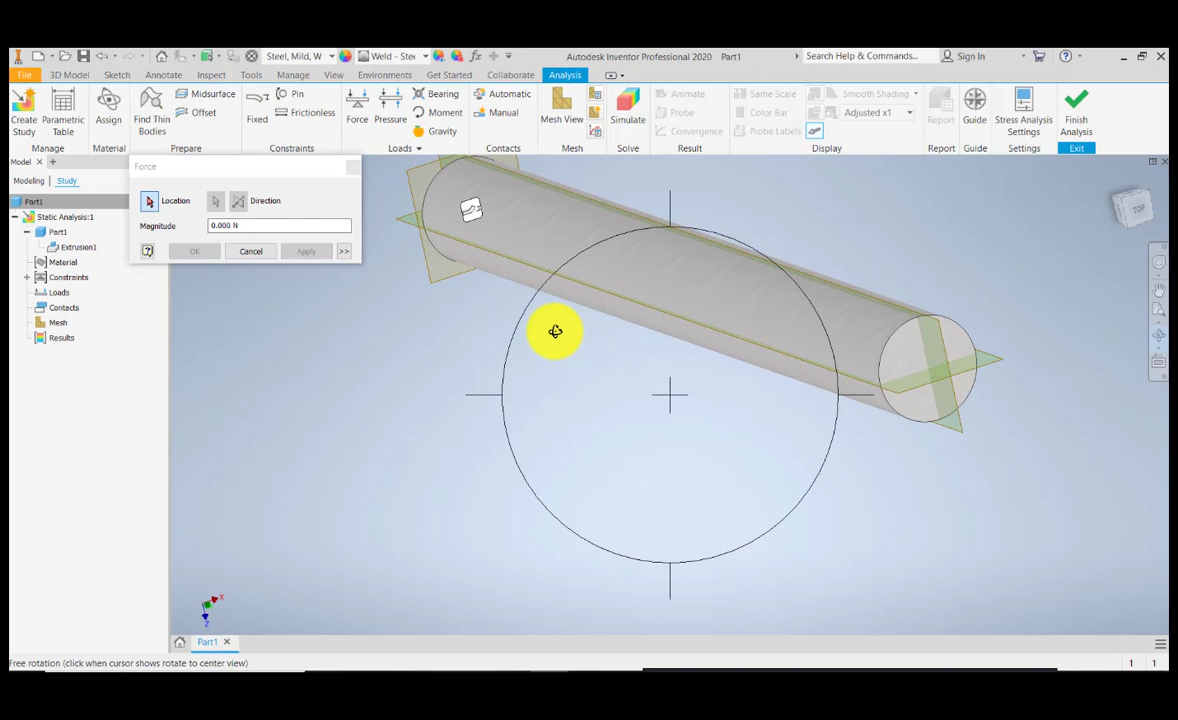 Steel, Mild, W
Weld - Stee
Autodesk Inventor Professional 2020 Part1
Search Help & Commands...
Sign In
File 3D Model Sketch Annotate Inspect Tools Manage View Environments Get Started Collaborate Analysis
Create Study
Parametric Table
Manage
Assign
Material
Find Thin Bodies
Midsurface
Offset
Prepare
Fixed
Pin
Frictionless
Constraints
Force
Pressure
Bearing
Moment
Gravity
Loads
Automatic
Manual
Contacts
Mesh View
Mesh
Simulate
Solve
Animate
Probe
Convergence
Result
Same Scale
Color Bar
Probe Labels
Smooth Shading
Adjusted x1
Display
Report
Report
Guide
Guide
Stress Analysis Settings
Settings
Finish Analysis
Exit
Model
Modeling Study
Part1
Static Analysis:1
Part1
Extrusion1
Material
Constraints
Loads
Contacts
Mesh
Results
Force
Location
Direction
Magnitude
0.000 N
OK Cancel Apply >>
TOP
X
Z
Part1
Free rotation (click when cursor shows rotate to center view)
1 1